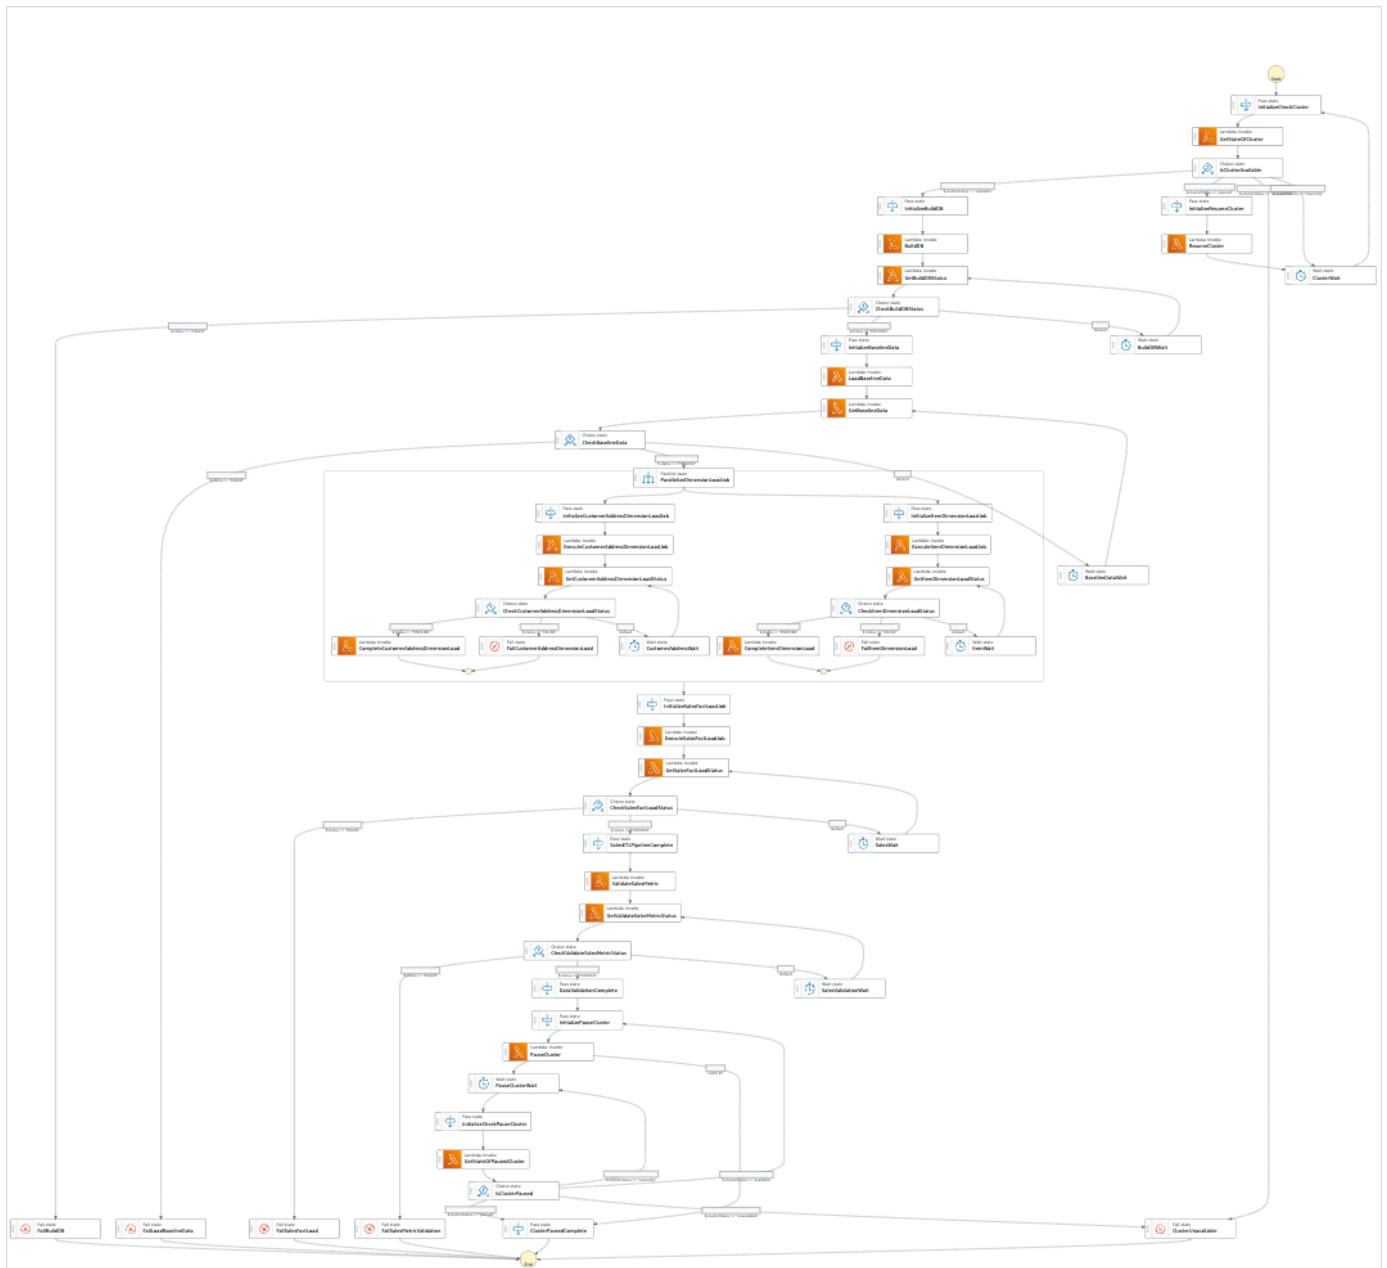 Start
Pass state
InitializeCheckCluster
Lambda: Invoke
GetStateOfCluster
Choice state
IsClusterAvailable
Pass state
InitializeBuildDB
Pass state
InitializeResumeCluster
Lambda: Invoke
BuildDB
Lambda: Invoke
ResumeCluster
Lambda: Invoke
GetBuildDBStatus
Wait state
ClusterWait
Choice state
CheckBuildDBStatus
default
Pass state
InitializeBaselineData
Wait state
BuildDBWait
Lambda: Invoke
LoadBaselineData
Lambda: Invoke
GetBaselineData
Choice state
CheckBaselineData
default
Parallel state
ParallelizeDimensionLoadJob
Pass state
InitializeCustomerAddressDimensionLoadJob
Pass state
InitializeItemDimensionLoadJob
Lambda: Invoke
ExecuteCustomerAddressDimensionLoadJob
Lambda: Invoke
ExecuteItemDimensionLoadJob
Lambda: Invoke
GetCustomerAddressDimensionLoadStatus
Lambda: Invoke
GetItemDimensionLoadStatus
Wait state
BaselineDataWait
Choice state
CheckCustomerAddressDimensionLoadStatus
Choice state
CheckItemDimensionLoadStatus
default
default
Lambda: Invoke
CompleteCustomerAddressDimensionLoad
Fail state
FailCustomerAddressDimensionLoad
Wait state
CustomerAddressWait
Lambda: Invoke
CompleteItemDimensionLoad
Fail state
FailItemDimensionLoad
Wait state
ItemWait
Pass state
InitializeSalesFactLoadJob
Lambda: Invoke
ExecuteSalesFactLoadJob
Lambda: Invoke
GetSalesFactLoadStatus
Choice state
CheckSalesFactLoadStatus
default
Pass state
SalesETLPipelineComplete
Wait state
SalesWait
Lambda: Invoke
ValidateSalesMetric
Lambda: Invoke
GetValidateSalesMetricStatus
Choice state
CheckValidateSalesMetricStatus
default
Pass state
DataValidationComplete
Wait state
SalesValidationWait
Pass state
InitializePauseCluster
Lambda: Invoke
PauseCluster
Wait state
PauseClusterWait
Pass state
InitializeCheckPauseCluster
Lambda: Invoke
GetStateOfPausedCluster
Choice state
IsClusterPaused
Fail state
FailBuildDB
Fail state
FailLoadBaselineData
Fail state
FailSalesFactLoad
Fail state
FailSalesMetricValidation
Pass state
ClusterPausedComplete
Fail state
ClusterUnavailable
End